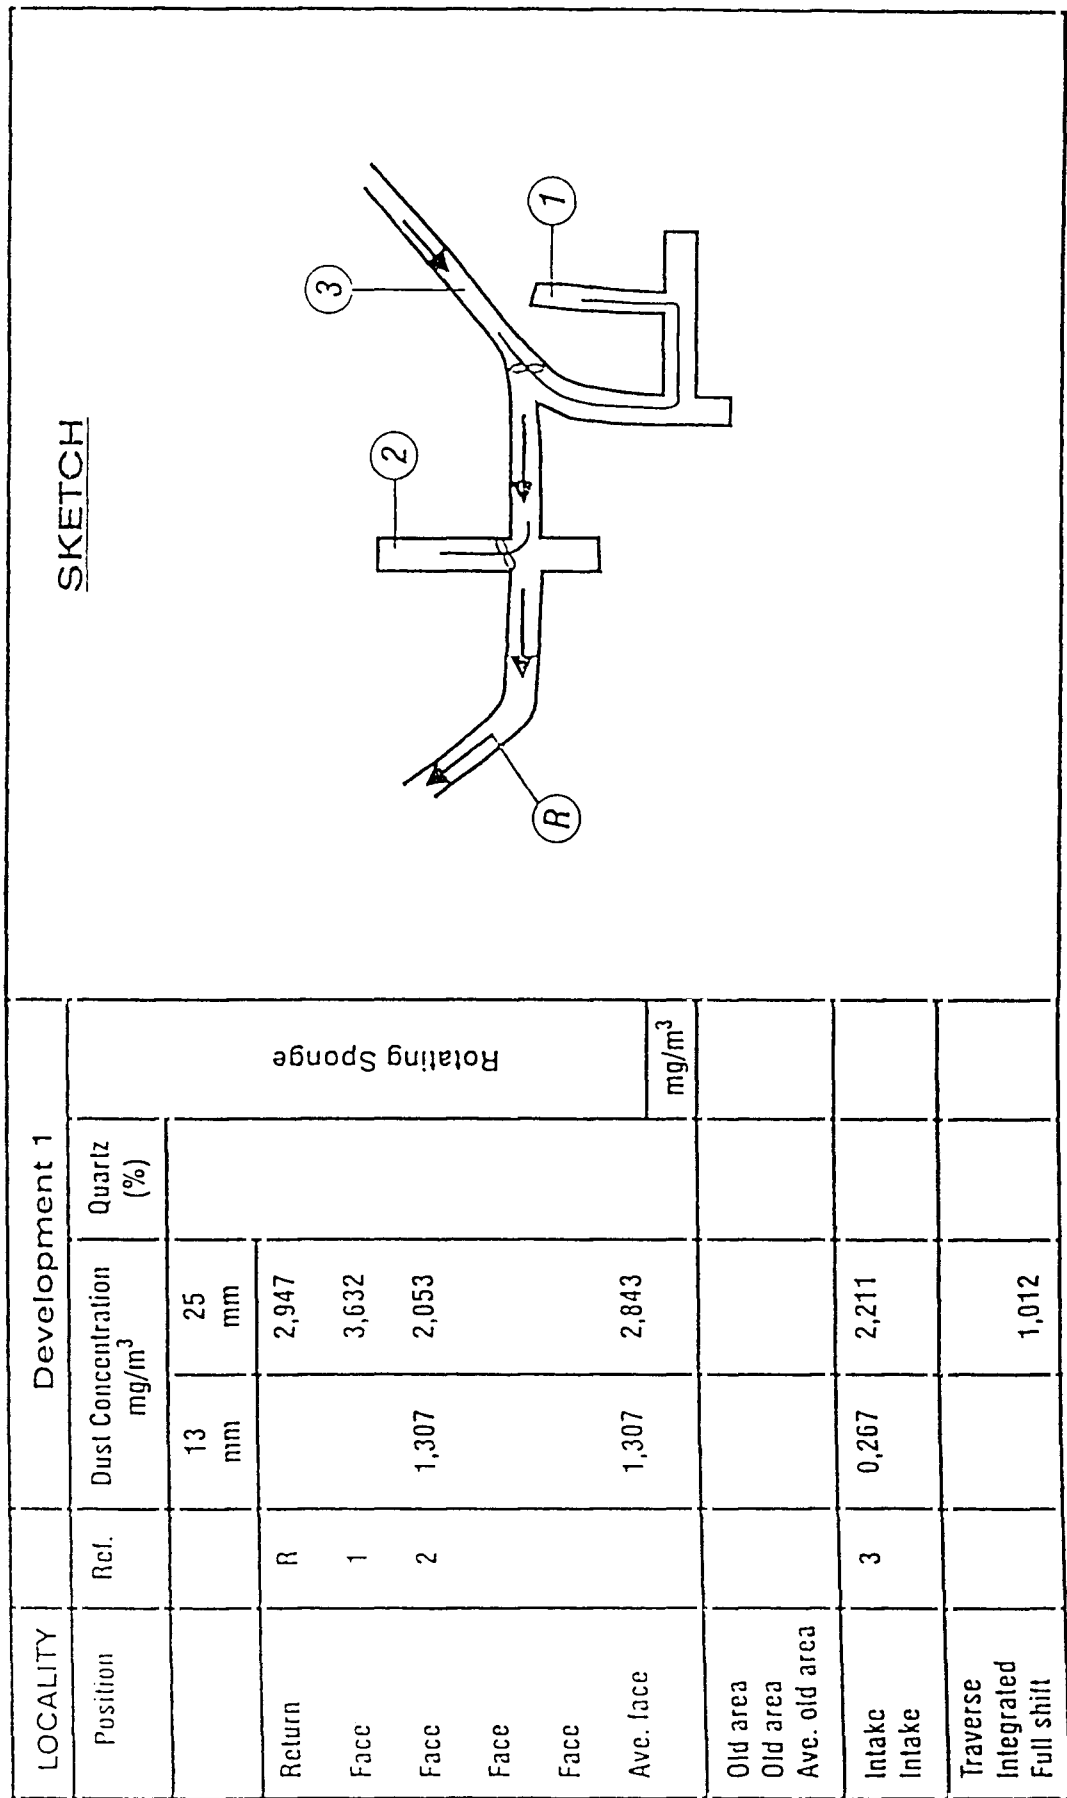 LOCALITY Development 1
Position Ref. Dust Concentration mg/m³ Quartz (%)
13 mm 25 mm
Return R 2,947
Face 1 3,632
Face 2 1,307 2,053
Face
Face
Ave. face 1,307 2,843
Rotating Sponge
mg/m³
Old area
Old area
Ave. old area
Intake 3 0,267 2,211
Intake
Traverse
Integrated
Full shift 1,012
SKETCH
R
2
3
1